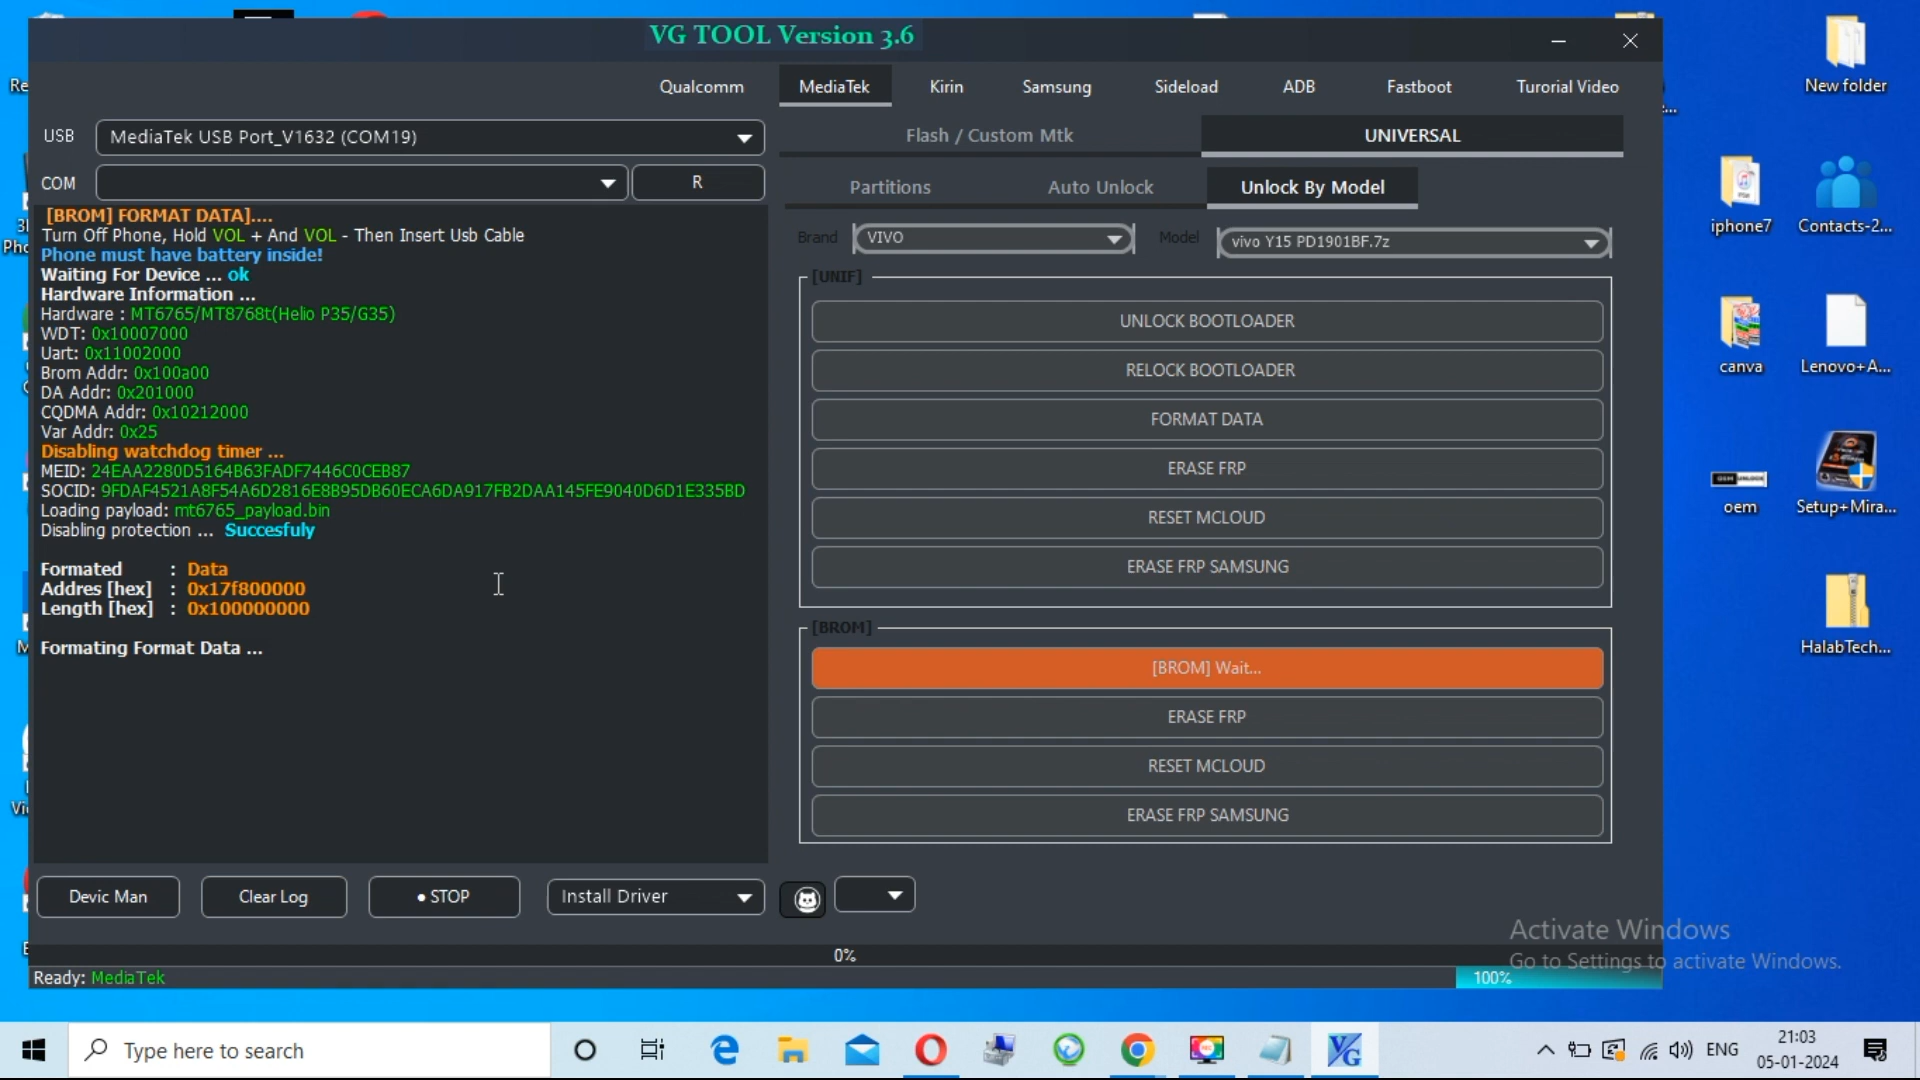 VG TOOL Version 3.6
Qualcomm
MediaTek
Kirin
Samsung
Sideload
ADB
Fastboot
Turorial Video
USB
MediaTek USB Port_V1632 (COM19)
COM
R
Flash / Custom Mtk
UNIVERSAL
Partitions
Auto Unlock
Unlock By Model
Brand
VIVO
Model
vivo Y15 PD1901BF.7z
[BROM] FORMAT DATA]....
Turn Off Phone, Hold VOL + And VOL - Then Insert Usb Cable
Phone must have battery inside!
Waiting For Device ... ok
Hardware Information ...
Hardware : MT6765/MT8768t(Helio P35/G35)
WDT: 0x10007000
Uart: 0x11002000
Brom Addr: 0x100a00
DA Addr: 0x201000
CQDMA Addr: 0x10212000
Var Addr: 0x25
Disabling watchdog timer ...
MEID: 24EAA2280D5164B63FADF7446C0CEB87
SOCID: 9FDAF4521A8F54A6D2816E8B95DB60ECA6DA917FB2DAA145FE9040D6D1E335BD
Loading payload: mt6765_payload.bin
Disabling protection ... Succesfuly
Formated : Data
Addres [hex] : 0x17f800000
Length [hex] : 0x100000000
Formating Format Data ...
[UNIF]
UNLOCK BOOTLOADER
RELOCK BOOTLOADER
FORMAT DATA
ERASE FRP
RESET MCLOUD
ERASE FRP SAMSUNG
[BROM]
[BROM] Wait...
ERASE FRP
RESET MCLOUD
ERASE FRP SAMSUNG
Devic Man
Clear Log
● STOP
Install Driver
0%
Ready: MediaTek
100%
New folder
iphone7
Contacts-2...
canva
Lenovo+A...
oem
Setup+Mira...
HalabTech...
Activate Windows
Go to Settings to activate Windows.
Type here to search
ENG
21:03
05-01-2024